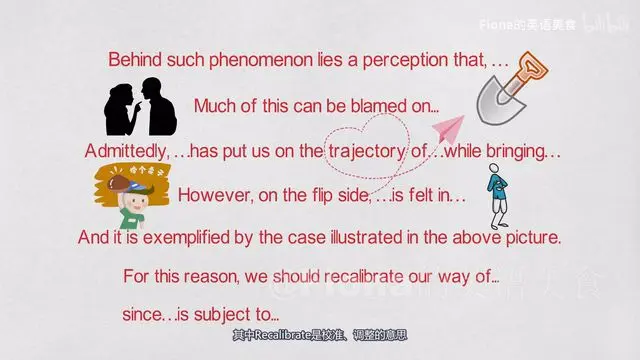 Fiona的英语美食 bilibili
Behind such phenomenon lies a perception that, …
Much of this can be blamed on...
Admittedly, …has put us on the trajectory of…while bringing…
However, on the flip side, …is felt in…
And it is exemplified by the case illustrated in the above picture.
For this reason, we should recalibrate our way of...
since…is subject to...
其中Recalibrate是校准、调整的意思